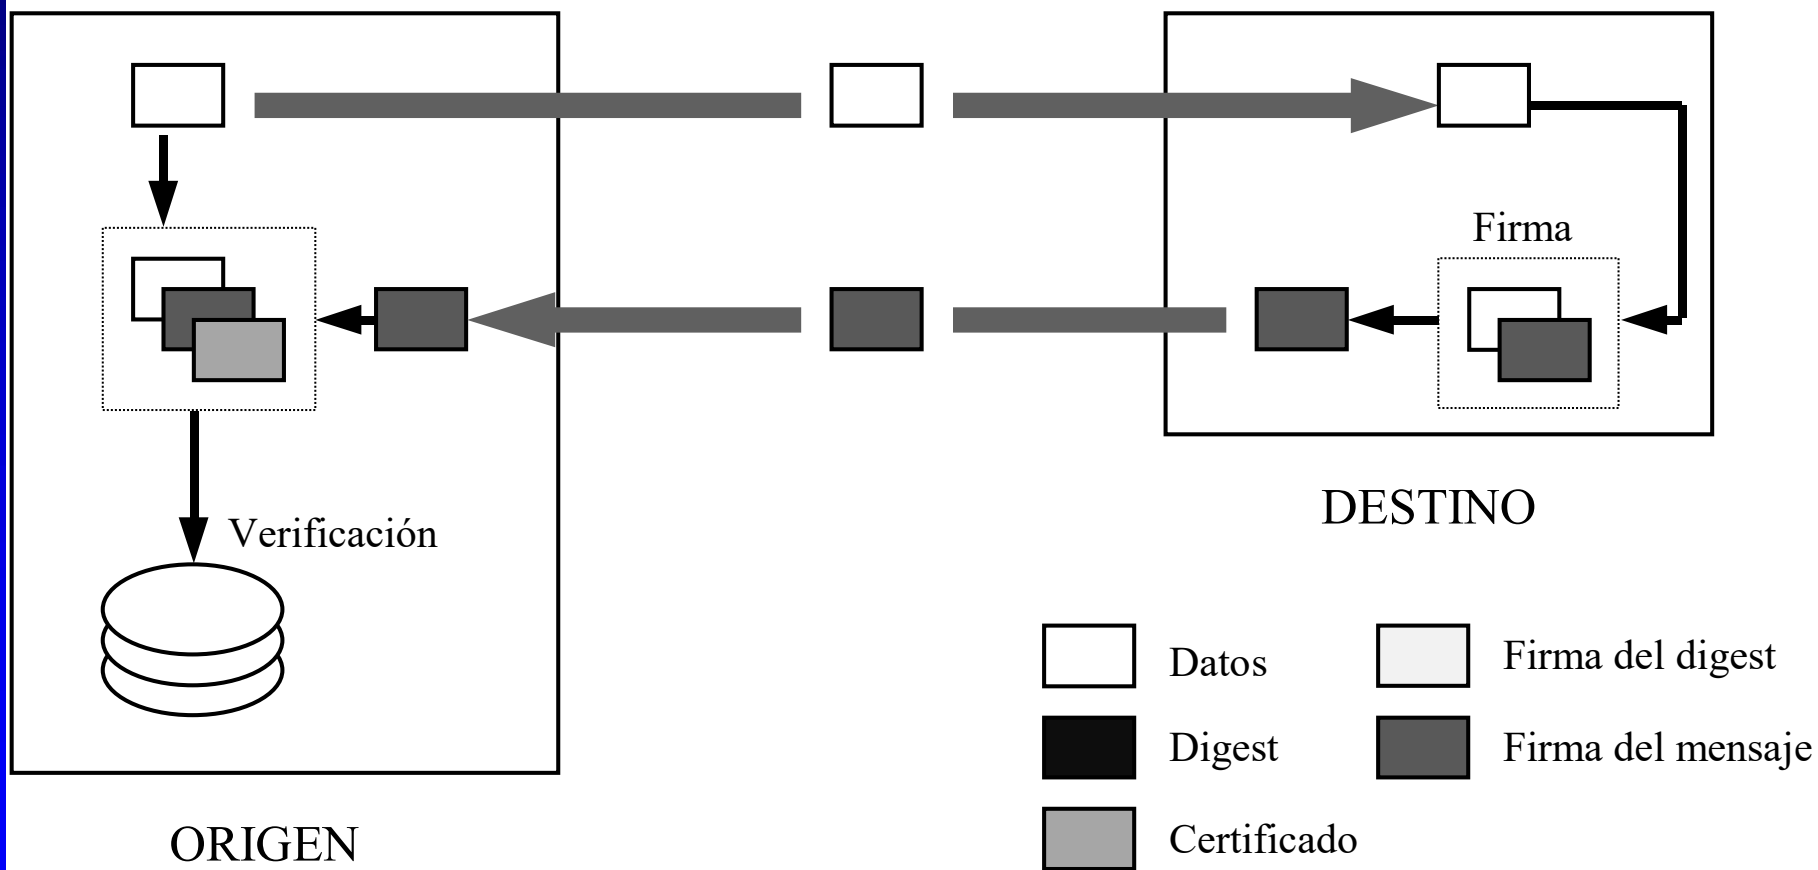 Firma
DESTINO
Verificación
Datos
Firma del digest
Digest
Firma del mensaje
Certificado
ORIGEN